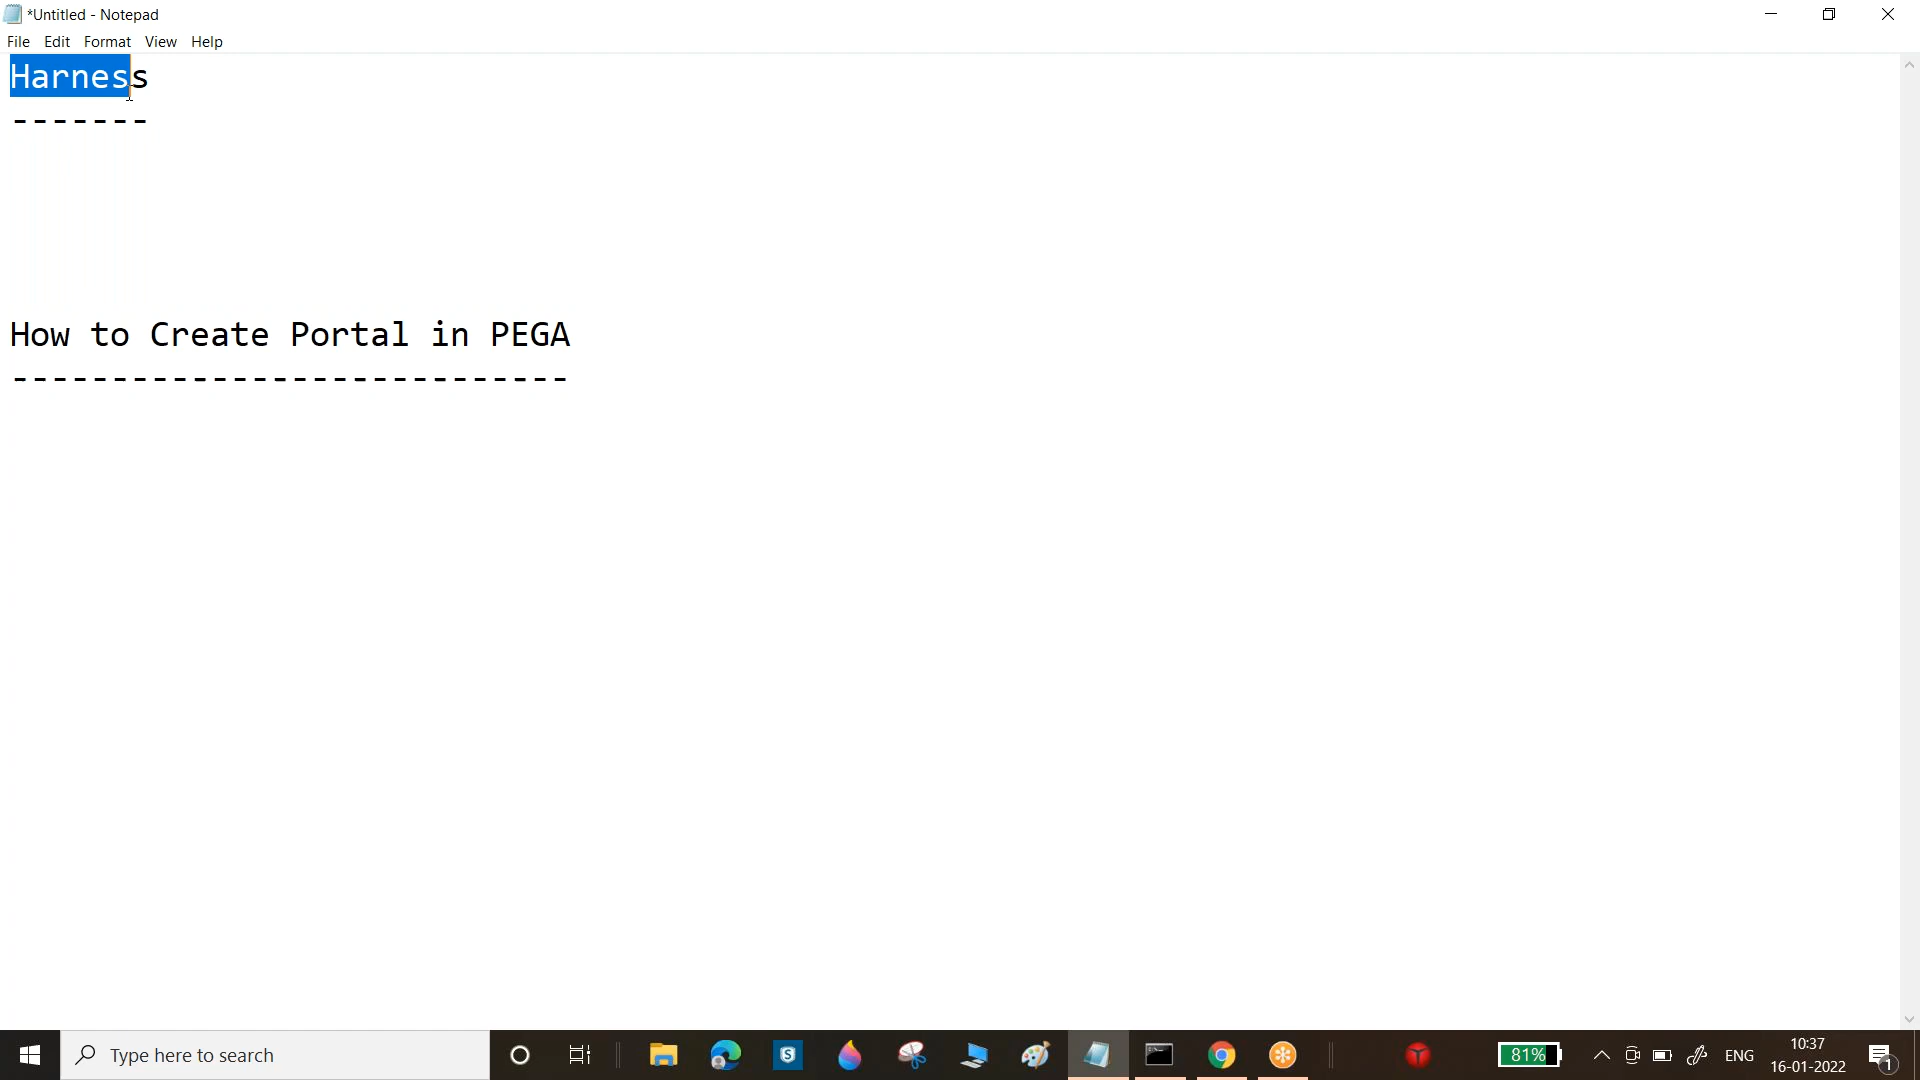 *Untitled - Notepad
File Edit Format View Help
Harness
-------
How to Create Portal in PEGA
----------------------------
Type here to search
81%
ENG
10:37
16-01-2022
1